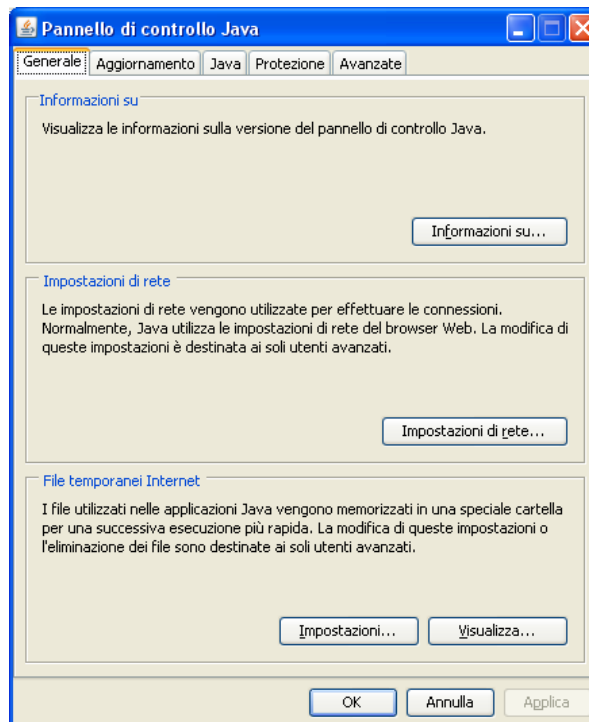 Pannello di controllo Java
Generale Aggiornamento Java Protezione Avanzate
Informazioni su
Visualizza le informazioni sulla versione del pannello di controllo Java.
Informazioni su...
Impostazioni di rete
Le impostazioni di rete vengono utilizzate per effettuare le connessioni.
Normalmente, Java utilizza le impostazioni di rete del browser Web. La modifica di
queste impostazioni è destinata ai soli utenti avanzati.
Impostazioni di rete...
File temporanei Internet
I file utilizzati nelle applicazioni Java vengono memorizzati in una speciale cartella
per una successiva esecuzione più rapida. La modifica di queste impostazioni o
l'eliminazione dei file sono destinate ai soli utenti avanzati.
Impostazioni... Visualizza...
OK Annulla Applica